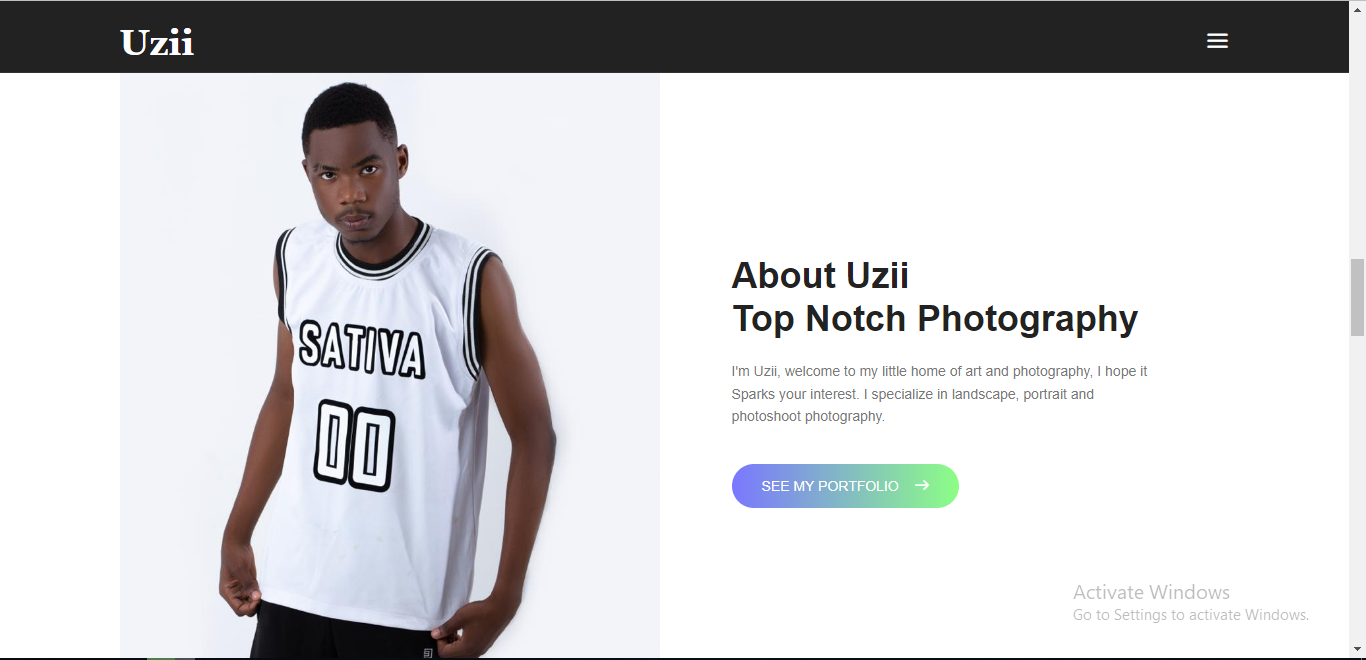 Uzii
SATIVA
00
About Uzii
Top Notch Photography
I'm Uzii, welcome to my little home of art and photography, I hope it
Sparks your interest. I specialize in landscape, portrait and
photoshoot photography.
SEE MY PORTFOLIO
Activate Windows
Go to Settings to activate Windows.